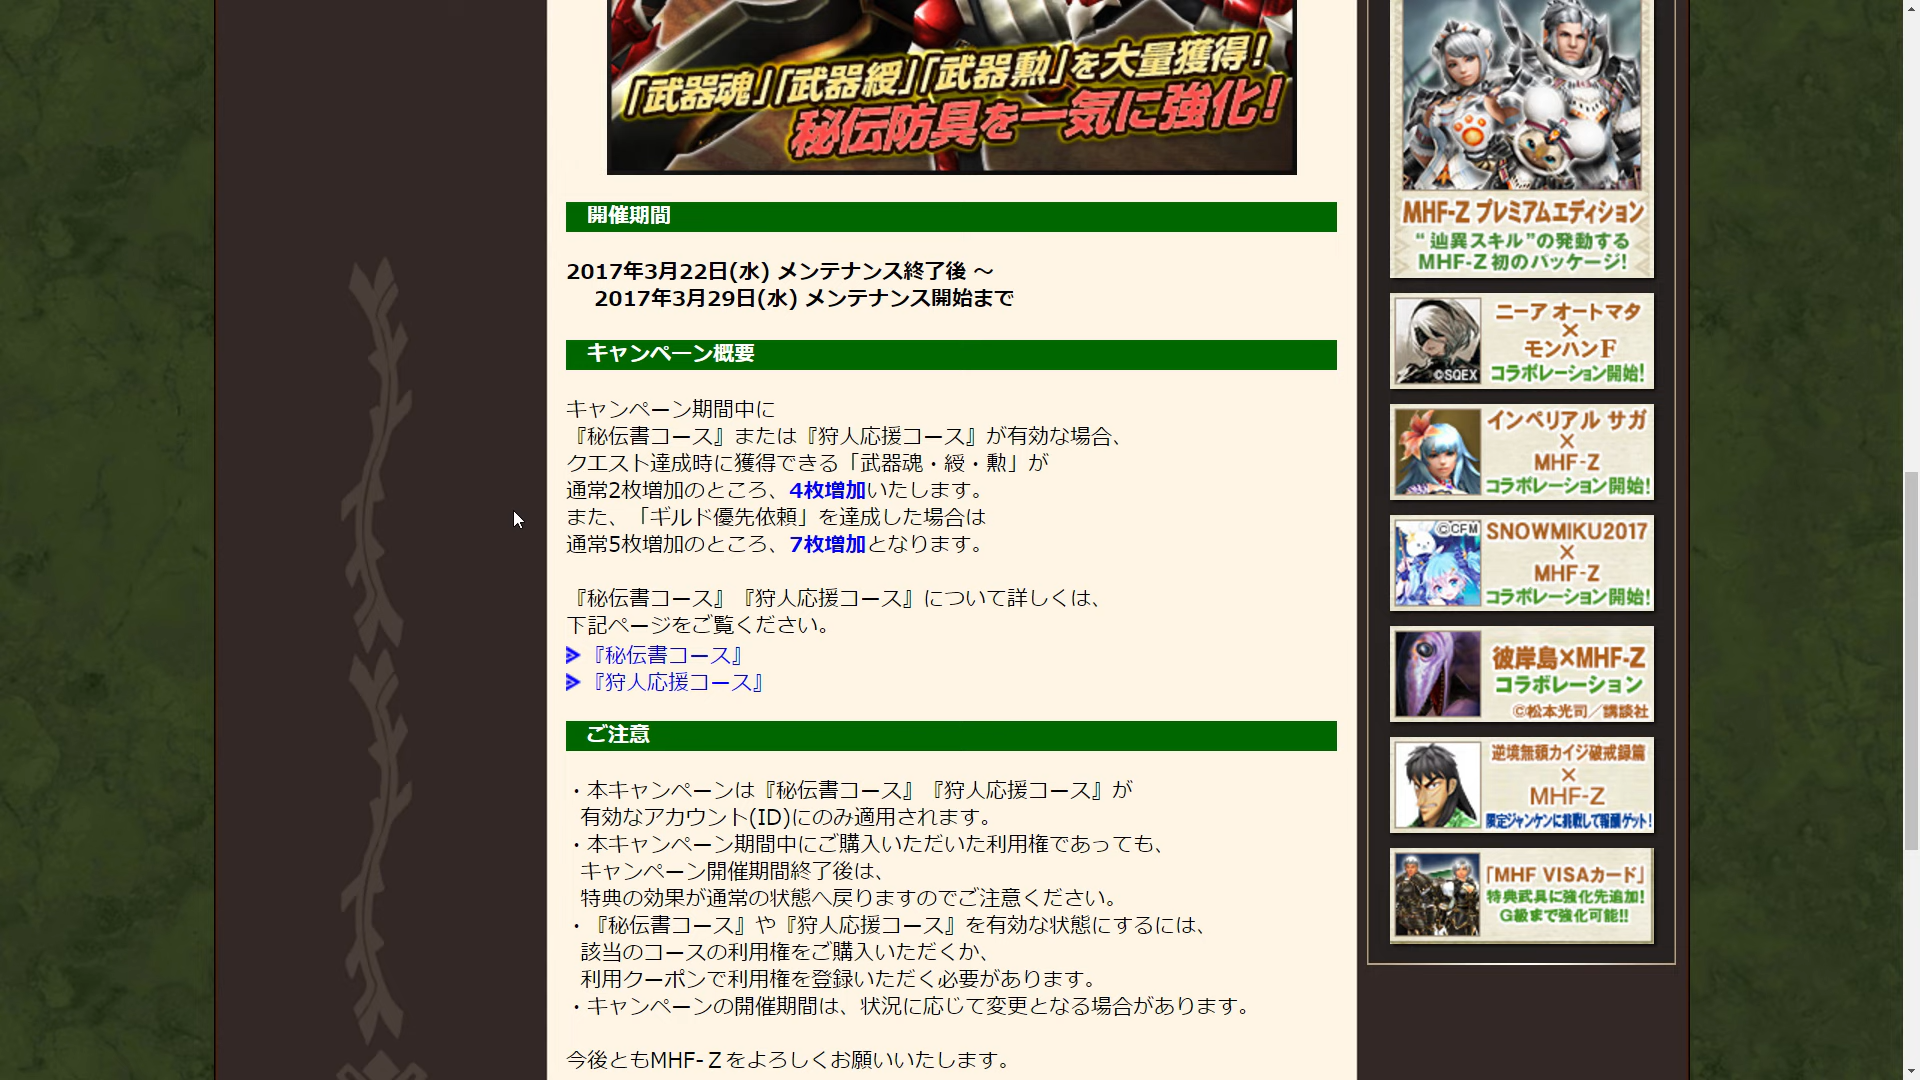 「武器魂」「武器綬」「武器勲」を大量獲得！
秘伝防具を一気に強化！
開催期間
2017年3月22日(水) メンテナンス終了後 ～
2017年3月29日(水) メンテナンス開始まで
キャンペーン概要
キャンペーン期間中に
『秘伝書コース』または『狩人応援コース』が有効な場合、
クエスト達成時に獲得できる「武器魂・綬・勲」が
通常2枚増加のところ、4枚増加いたします。
また、「ギルド優先依頼」を達成した場合は
通常5枚増加のところ、7枚増加となります。
『秘伝書コース』『狩人応援コース』について詳しくは、
下記ページをご覧ください。
『秘伝書コース』
『狩人応援コース』
ご注意
・本キャンペーンは『秘伝書コース』『狩人応援コース』が
有効なアカウント(ID)にのみ適用されます。
・本キャンペーン期間中にご購入いただいた利用権であっても、
キャンペーン開催期間終了後は、
特典の効果が通常の状態へ戻りますのでご注意ください。
・『秘伝書コース』や『狩人応援コース』を有効な状態にするには、
該当のコースの利用権をご購入いただくか、
利用クーポンで利用権を登録いただく必要があります。
・キャンペーンの開催期間は、状況に応じて変更となる場合があります。
今後ともMHF-Ｚをよろしくお願いいたします。
MHF-Z プレミアムエディション
“辿異スキル”の発動する
MHF-Z初のパッケージ！
ニーア オートマタ
×
モンハンF
コラボレーション開始！
©SQEX
インペリアル サガ
×
MHF-Z
コラボレーション開始！
©CFM
SNOWMIKU2017
×
MHF-Z
コラボレーション開始！
彼岸島×MHF-Z
コラボレーション
©松本光司／講談社
逆境無頼カイジ破戒録篇
×
MHF-Z
限定ジャンケンに挑戦して報酬ゲット！
「MHF VISAカード」
特典武具に強化先追加！
G級まで強化可能!!